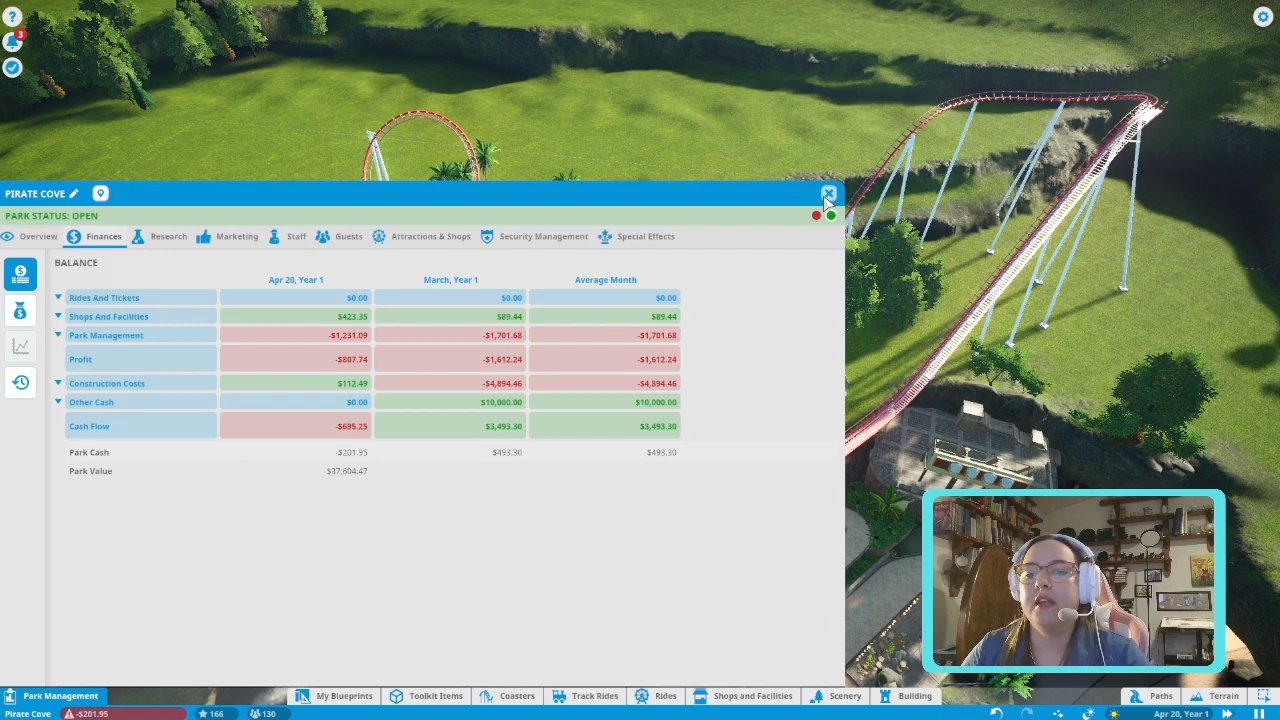 ?
3
PIRATE COVE
PARK STATUS: OPEN
Overview Finances Research Marketing Staff Guests Attractions & Shops Security Management Special Effects
BALANCE
Apr 20, Year 1 March, Year 1 Average Month
Rides And Tickets $0.00 $0.00 $0.00
Shops And Facilities $423.35 $89.44 $89.44
Park Management -$1,231.09 -$1,701.68 -$1,701.68
Profit -$807.74 -$1,612.24 -$1,612.24
Construction Costs $112.49 -$4,894.46 -$4,894.46
Other Cash $0.00 $10,000.00 $10,000.00
Cash Flow -$695.25 $3,493.30 $3,493.30
Park Cash -$201.95 $493.30 $493.30
Park Value $37,604.47
Park Management My Blueprints Toolkit Items Coasters Track Rides Rides Shops and Facilities Scenery Building Paths Terrain
Pirate Cove -$201.95 166 130 Apr 20, Year 1